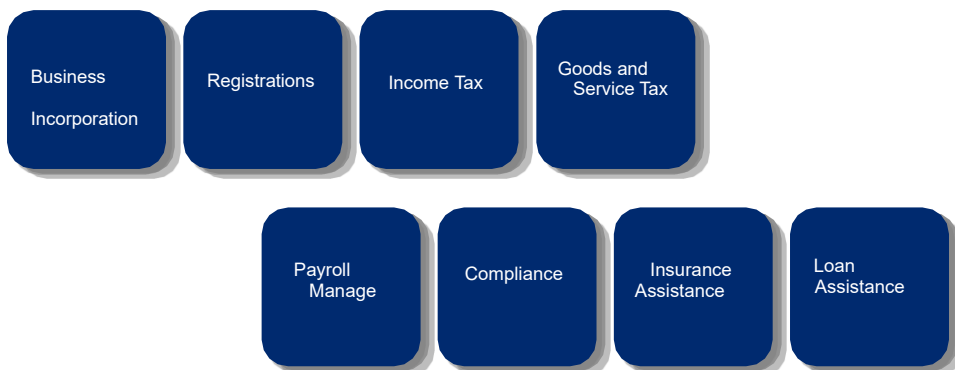 Business
Incorporation
Registrations
Income Tax
Goods and
Service Tax
Payroll
Manage
Compliance
Insurance
Assistance
Loan
Assistance